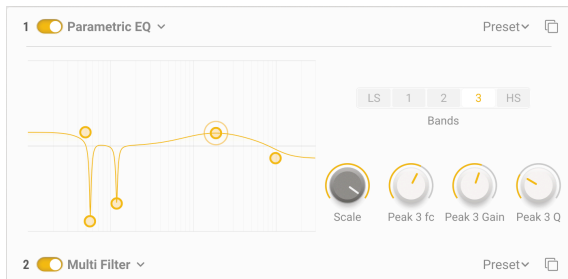 1 Parametric EQ Preset
LS 1 2 3 HS
Bands
Scale Peak 3 fc Peak 3 Gain Peak 3 Q
2 Multi Filter Preset